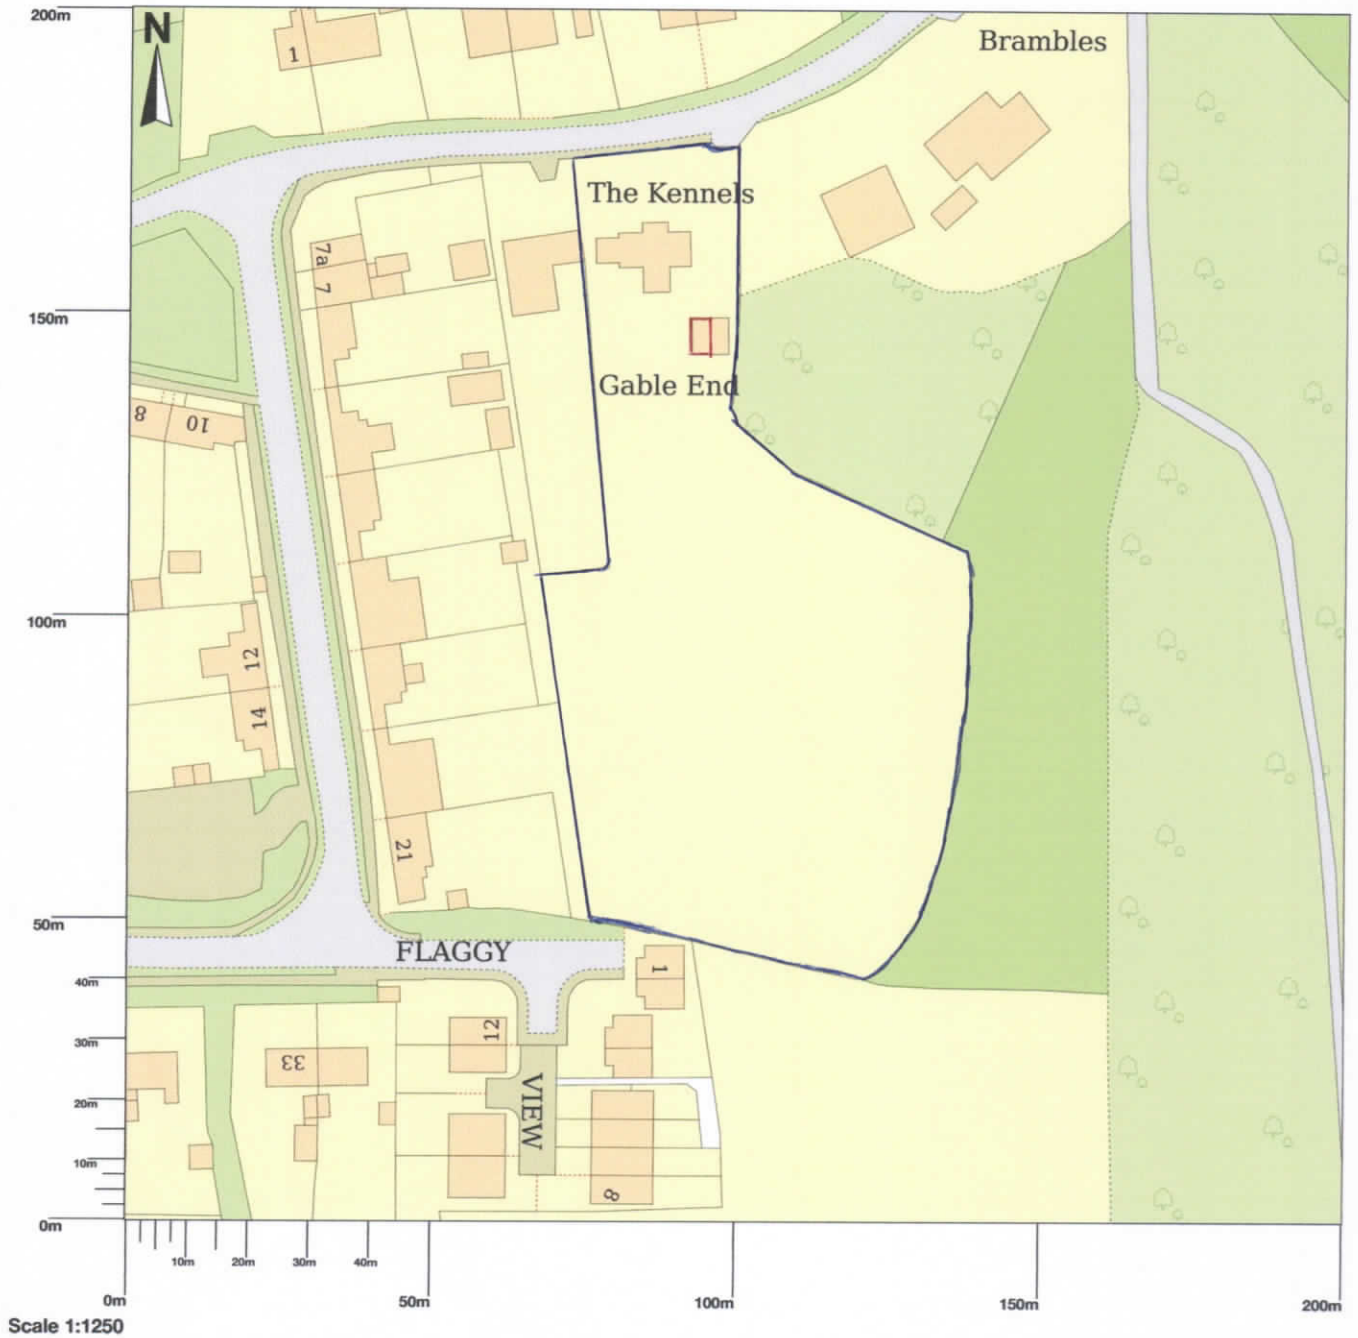 200m
N
1
Brambles
The Kennels
7a
7
150m
Gable End
8
10
100m
12
14
21
50m
FLAGGY
1
40m
12
30m
33
20m
VIEW
10m
8
0m
10m 20m 30m 40m
0m 50m 100m 150m 200m
Scale 1:1250